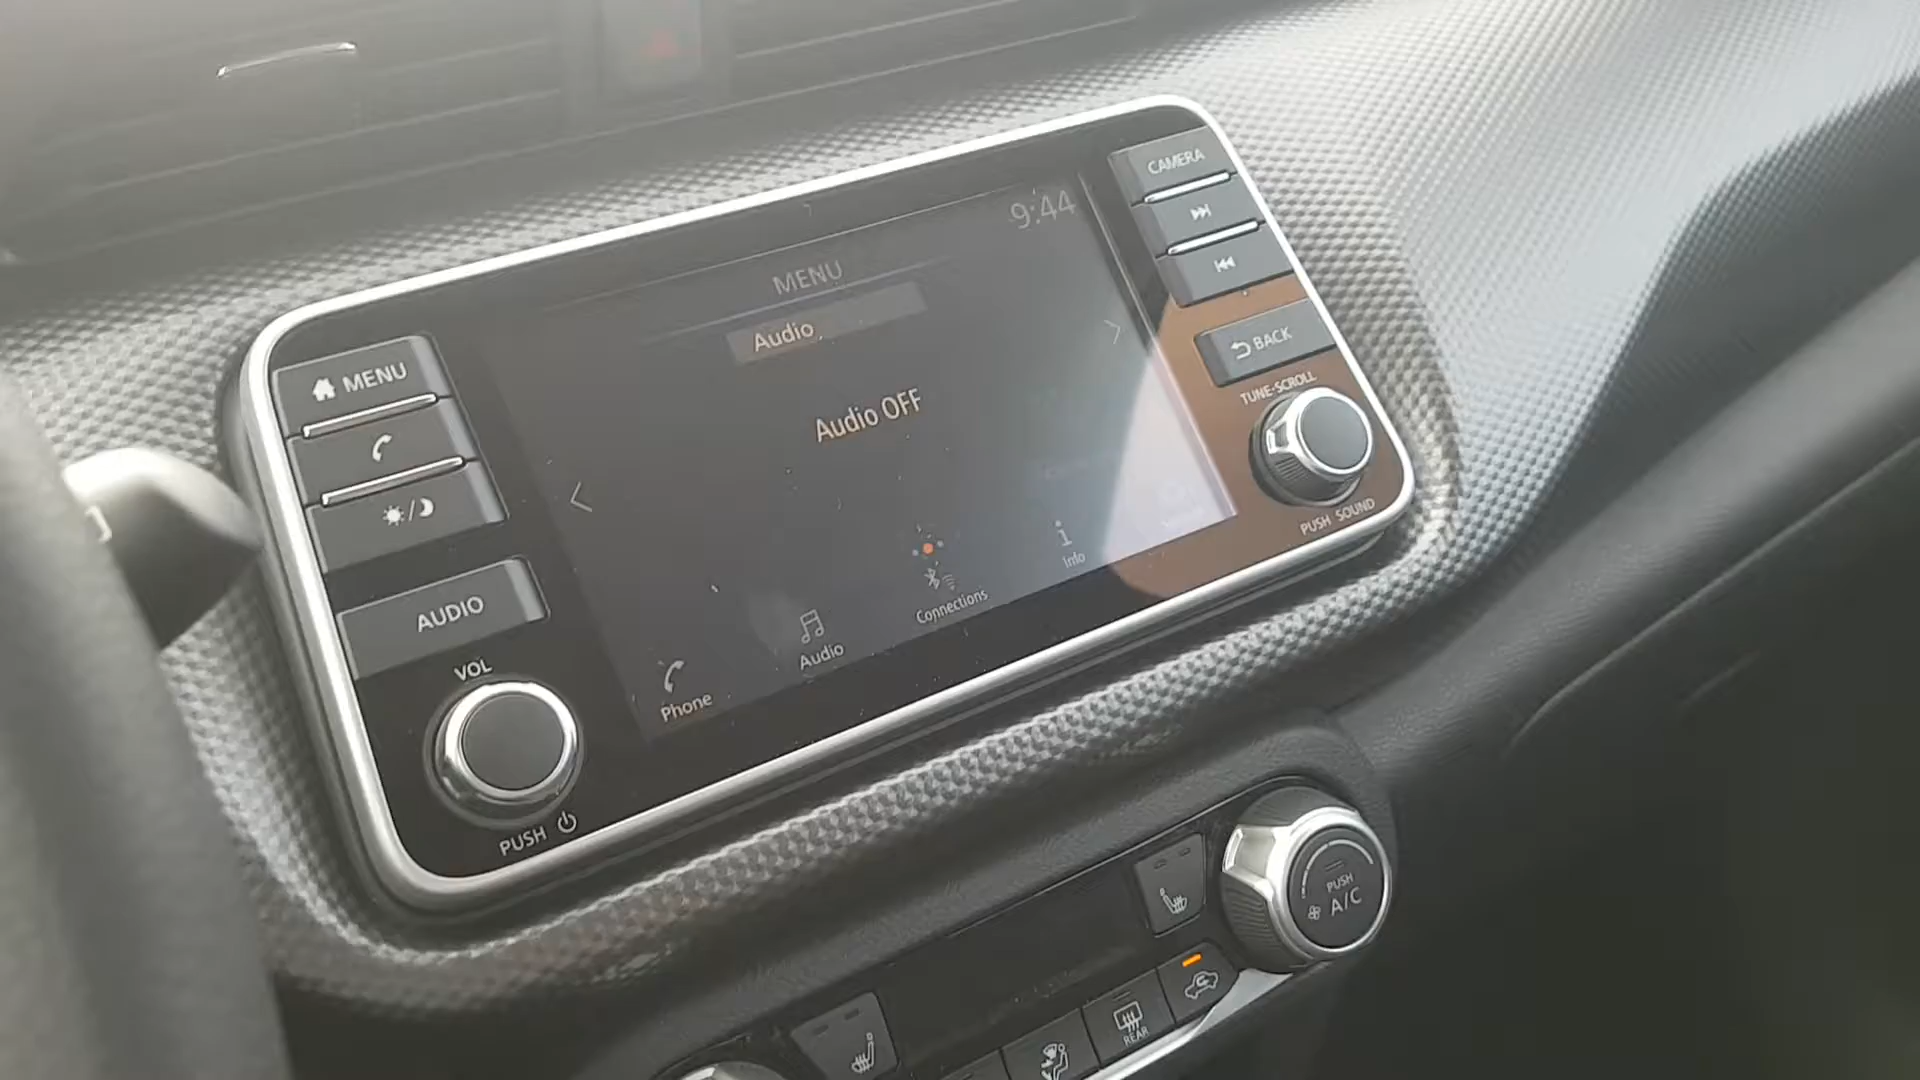 CAMERA
9:44
MENU
Audio
BACK
MENU
TUNE·SCROLL
Audio OFF
PUSH SOUND
Info
Connections
AUDIO
Audio
VOL
Phone
PUSH
PUSH
A/C
REAR